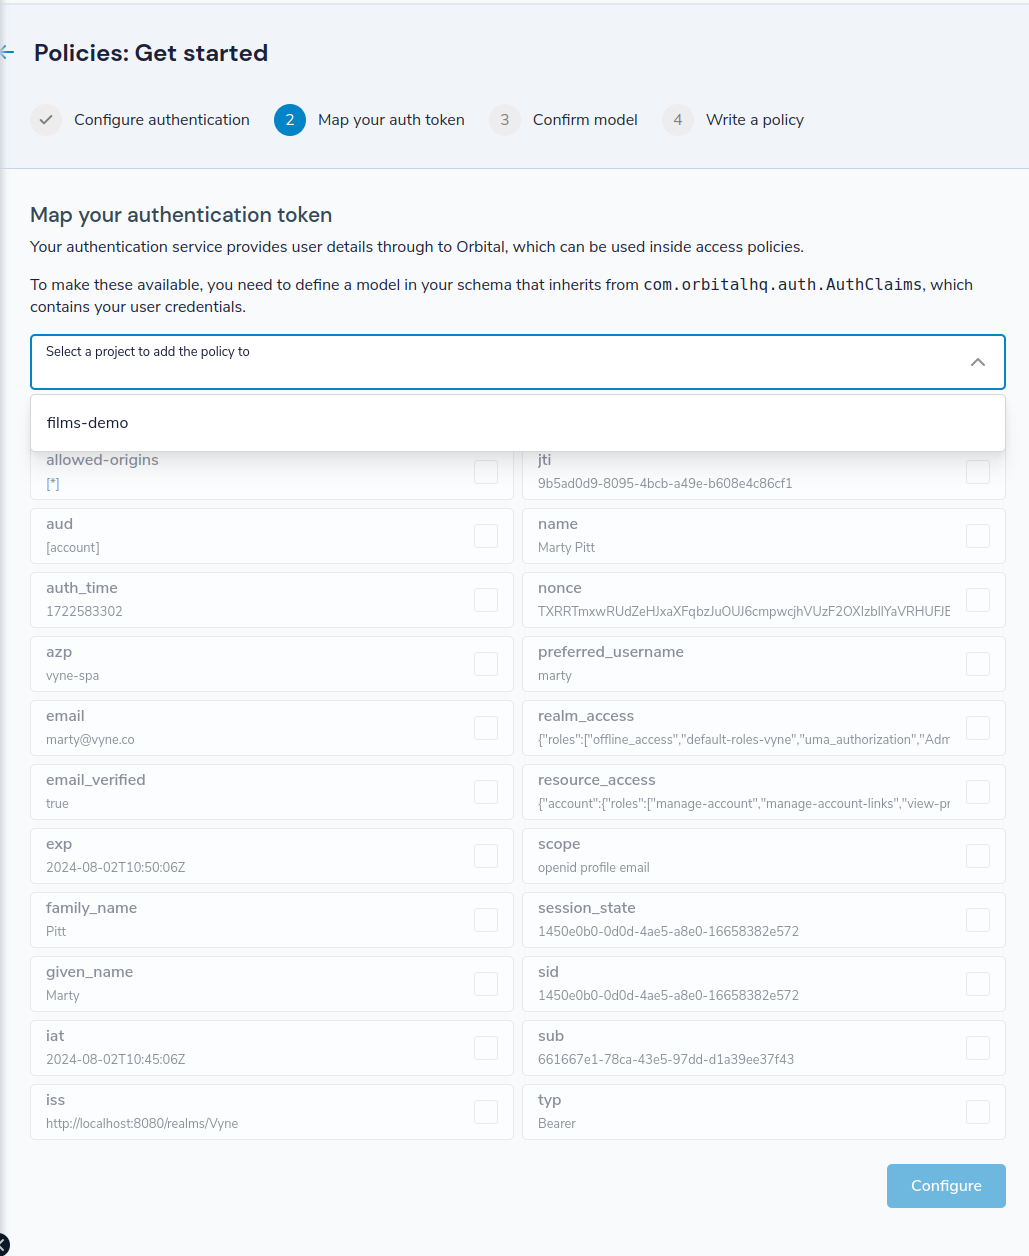 Policies: Get started
Configure authentication
2 Map your auth token
3 Confirm model
4 Write a policy
Map your authentication token
Your authentication service provides user details through to Orbital, which can be used inside access policies.
To make these available, you need to define a model in your schema that inherits from com.orbitalhq.auth.AuthClaims, which
contains your user credentials.
Select a project to add the policy to
films-demo
allowed-origins
[*]
jti
9b5ad0d9-8095-4bcb-a49e-b608e4c86cf1
aud
[account]
name
Marty Pitt
auth_time
1722583302
nonce
azp
vyne-spa
preferred_username
marty
email
marty@vyne.co
realm_access
{"roles":["offline_access","default-roles-vyne","uma_authorization","Adm
email_verified
true
resource_access
{"account":{"roles":["manage-account","manage-account-links","view-pr
exp
2024-08-02T10:50:06Z
scope
openid profile email
family_name
Pitt
session_state
1450e0b0-0d0d-4ae5-a8e0-16658382e572
given_name
Marty
sid
1450e0b0-0d0d-4ae5-a8e0-16658382e572
iat
2024-08-02T10:45:06Z
sub
661667e1-78ca-43e5-97dd-d1a39ee37f43
iss
http://localhost:8080/realms/Vyne
typ
Bearer
Configure